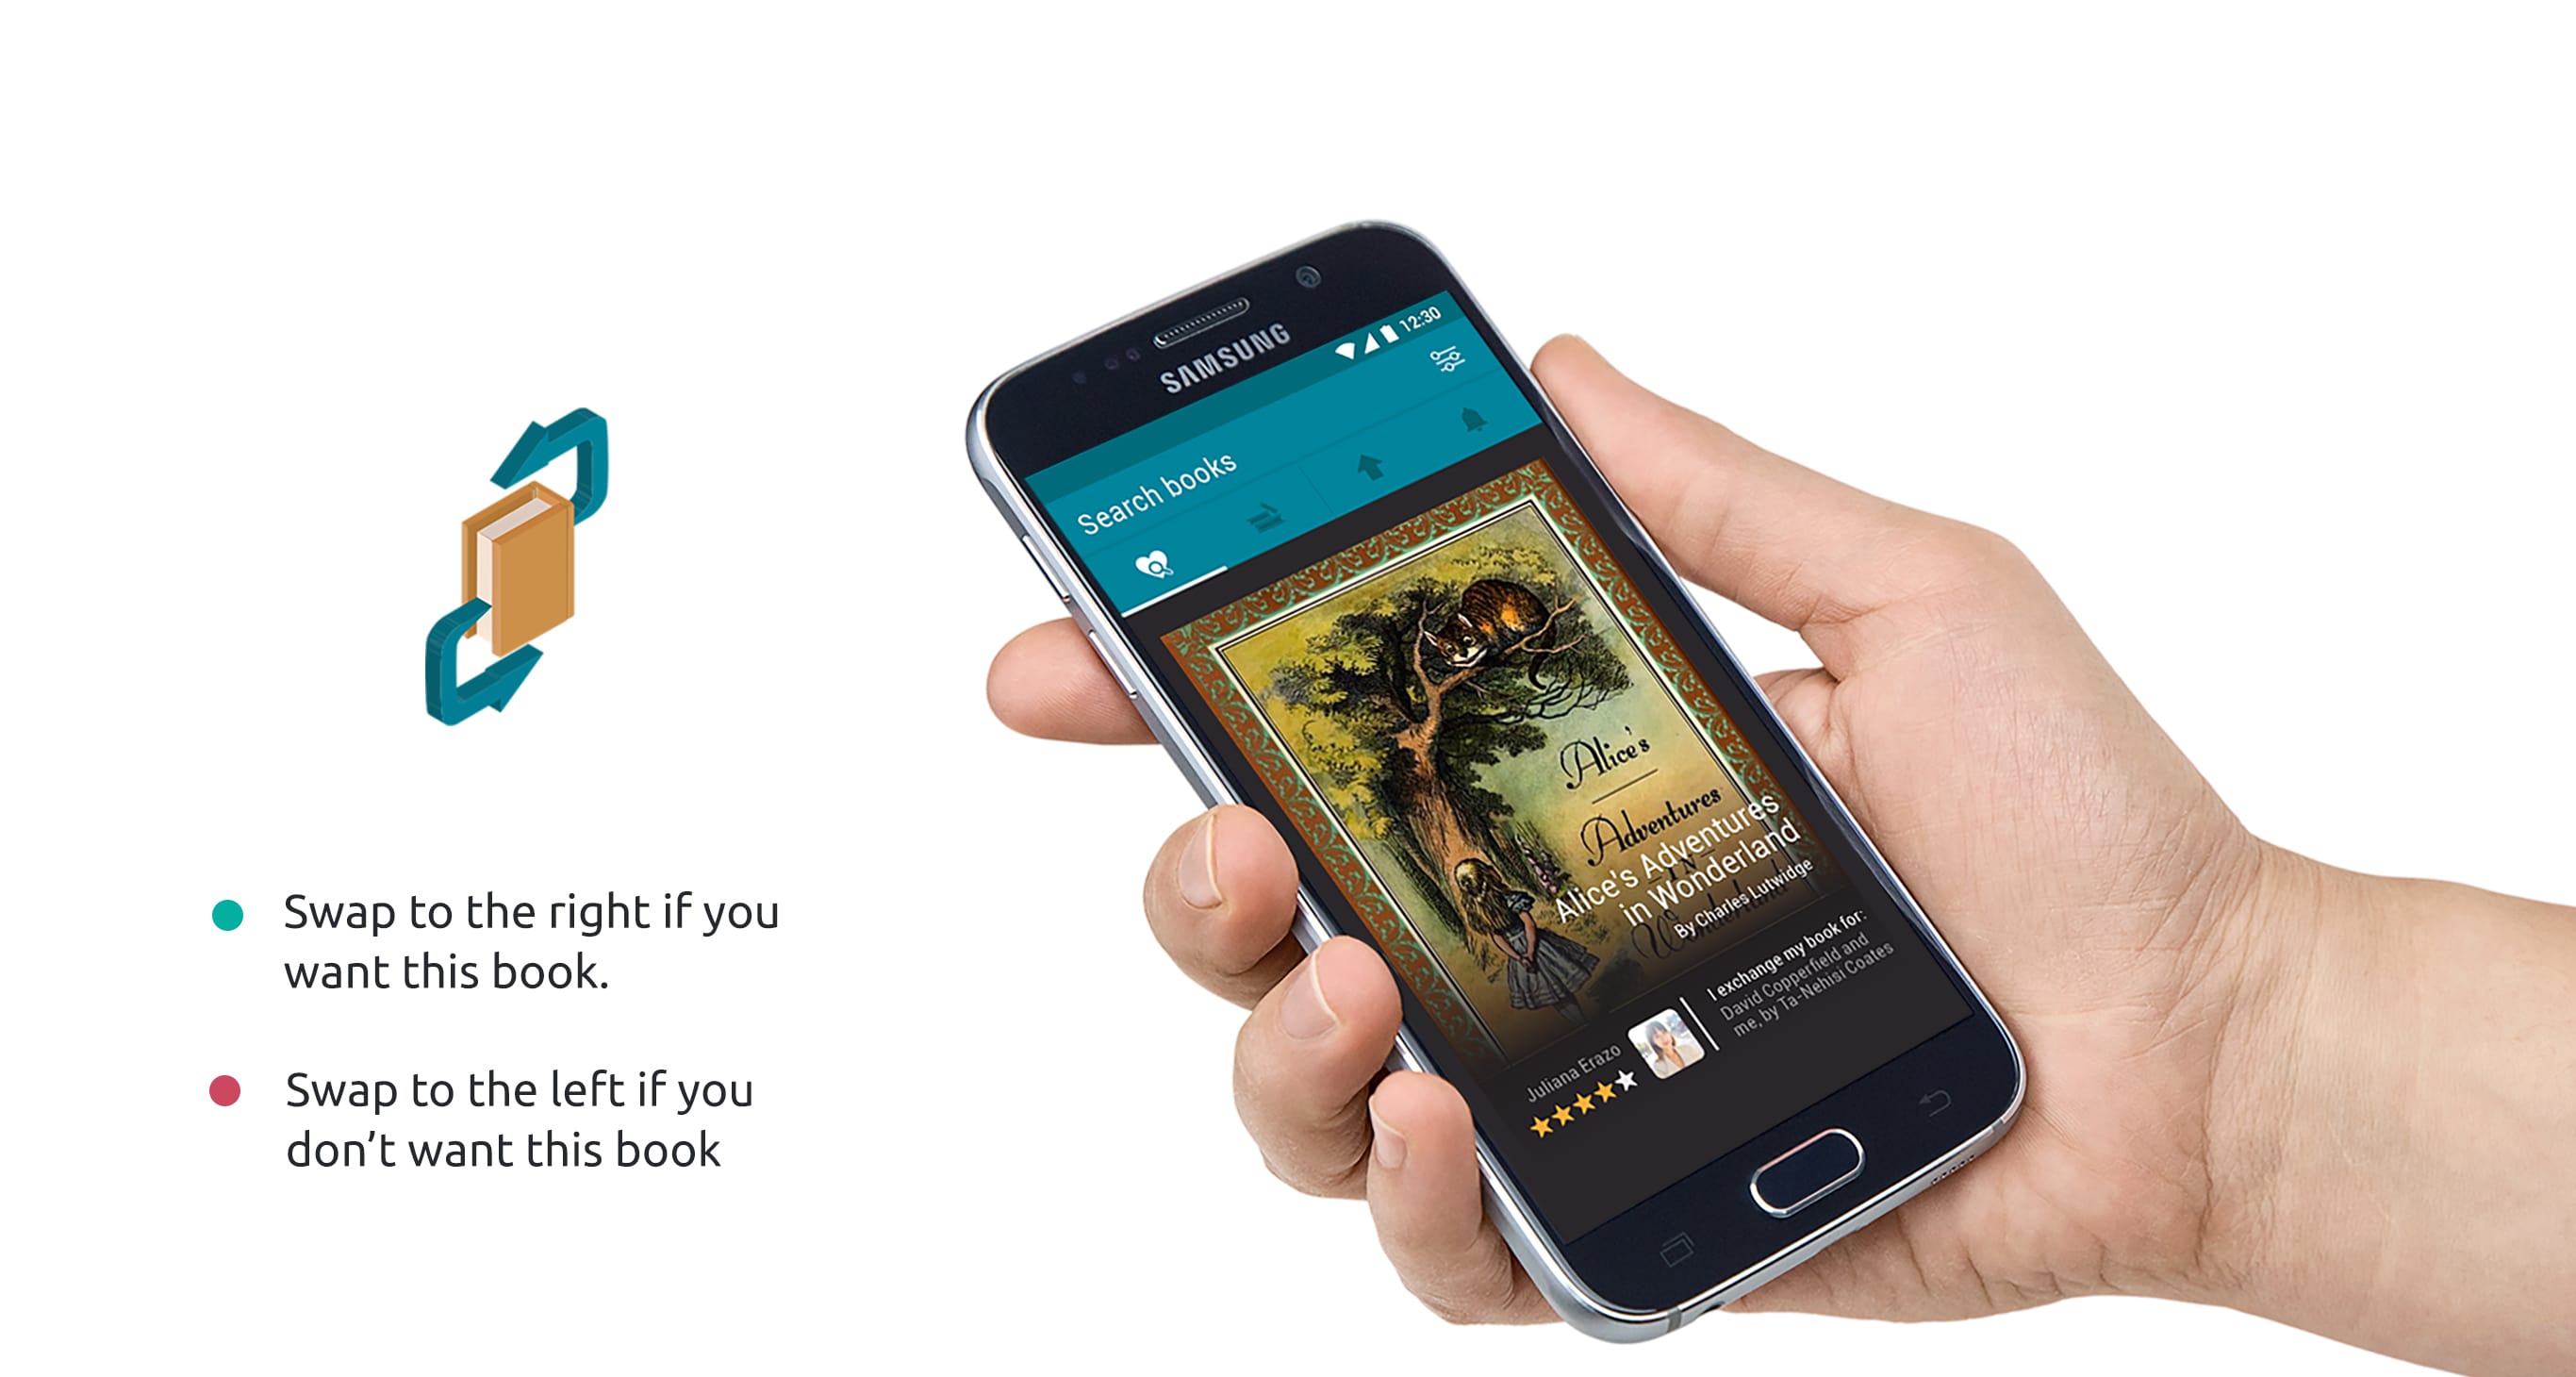 Swap to the right if you
want this book.
Swap to the left if you
don’t want this book
SAMSUNG
12:30
Search books
Alice's
Adventures
Alice's Adventures
in Wonderland
By Charles Lutwidge
I exchange my book for:
David Copperfield and
me, by Ta-Nehisi Coates
Juliana Erazo